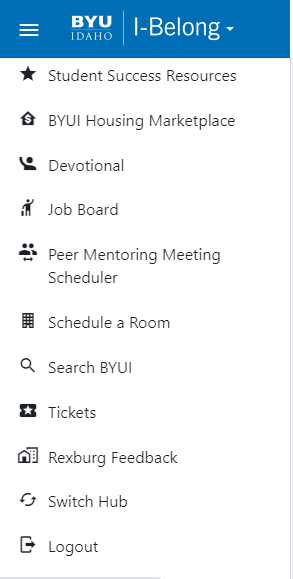 BYU
IDAHO
I-Belong
Student Success Resources
BYUI Housing Marketplace
Devotional
Job Board
Peer Mentoring Meeting
Scheduler
Schedule a Room
Search BYUI
Tickets
Rexburg Feedback
Switch Hub
Logout